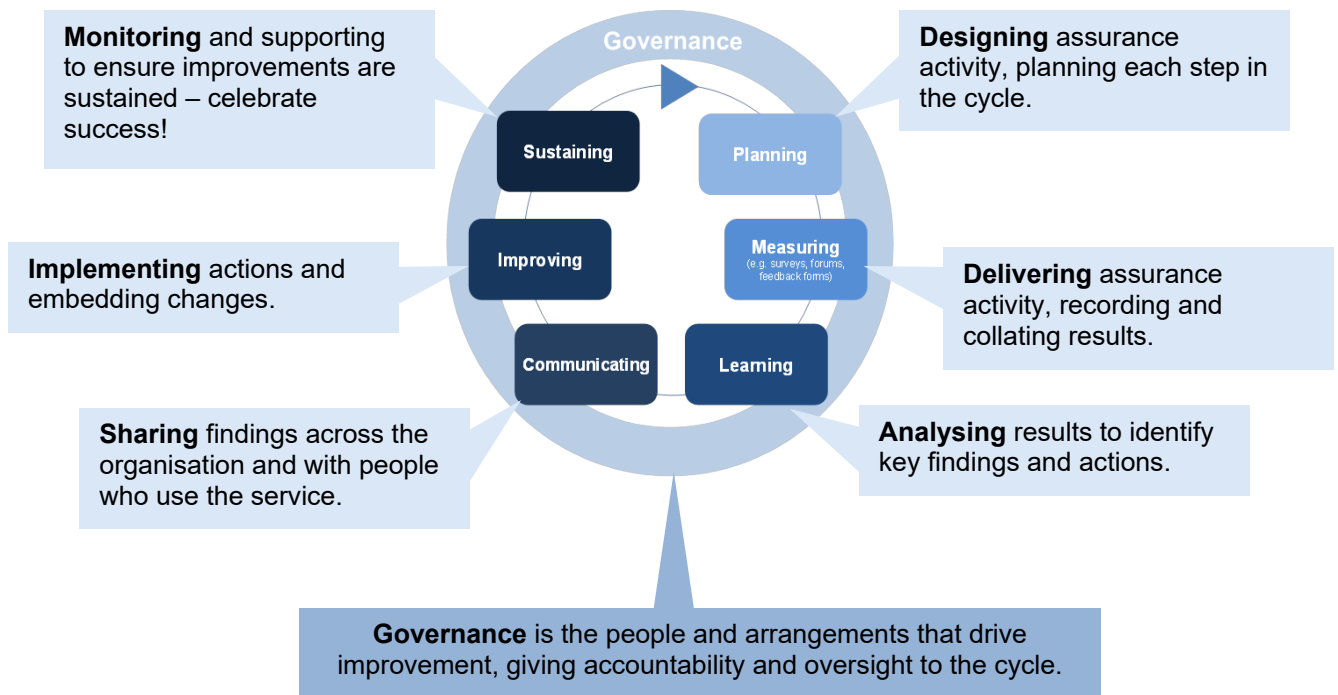 Governance
Monitoring and supporting
to ensure improvements are
sustained – celebrate
success!
Designing assurance
activity, planning each step in
the cycle.
Sustaining
Planning
Improving
Measuring
(e.g. surveys, forums,
feedback forms)
Implementing actions and
embedding changes.
Delivering assurance
activity, recording and
collating results.
Communicating
Learning
Sharing findings across the
organisation and with people
who use the service.
Analysing results to identify
key findings and actions.
Governance is the people and arrangements that drive
improvement, giving accountability and oversight to the cycle.